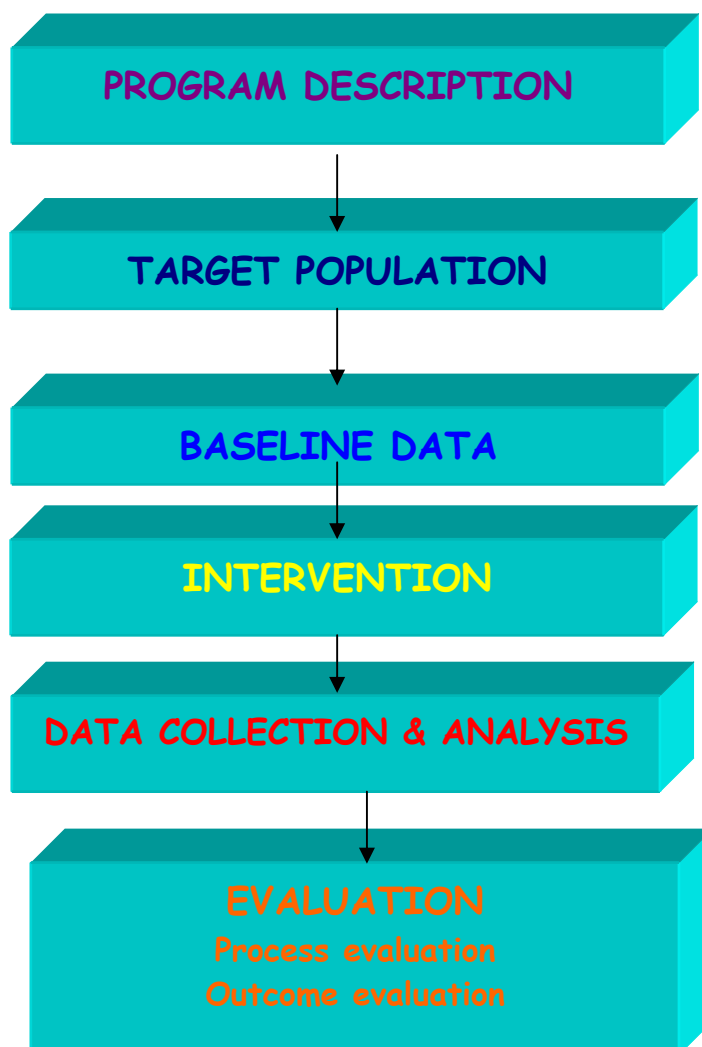 PROGRAM DESCRIPTION
TARGET POPULATION
BASELINE DATA
INTERVENTION
DATA COLLECTION & ANALYSIS
EVALUATION
Process evaluation
Outcome evaluation